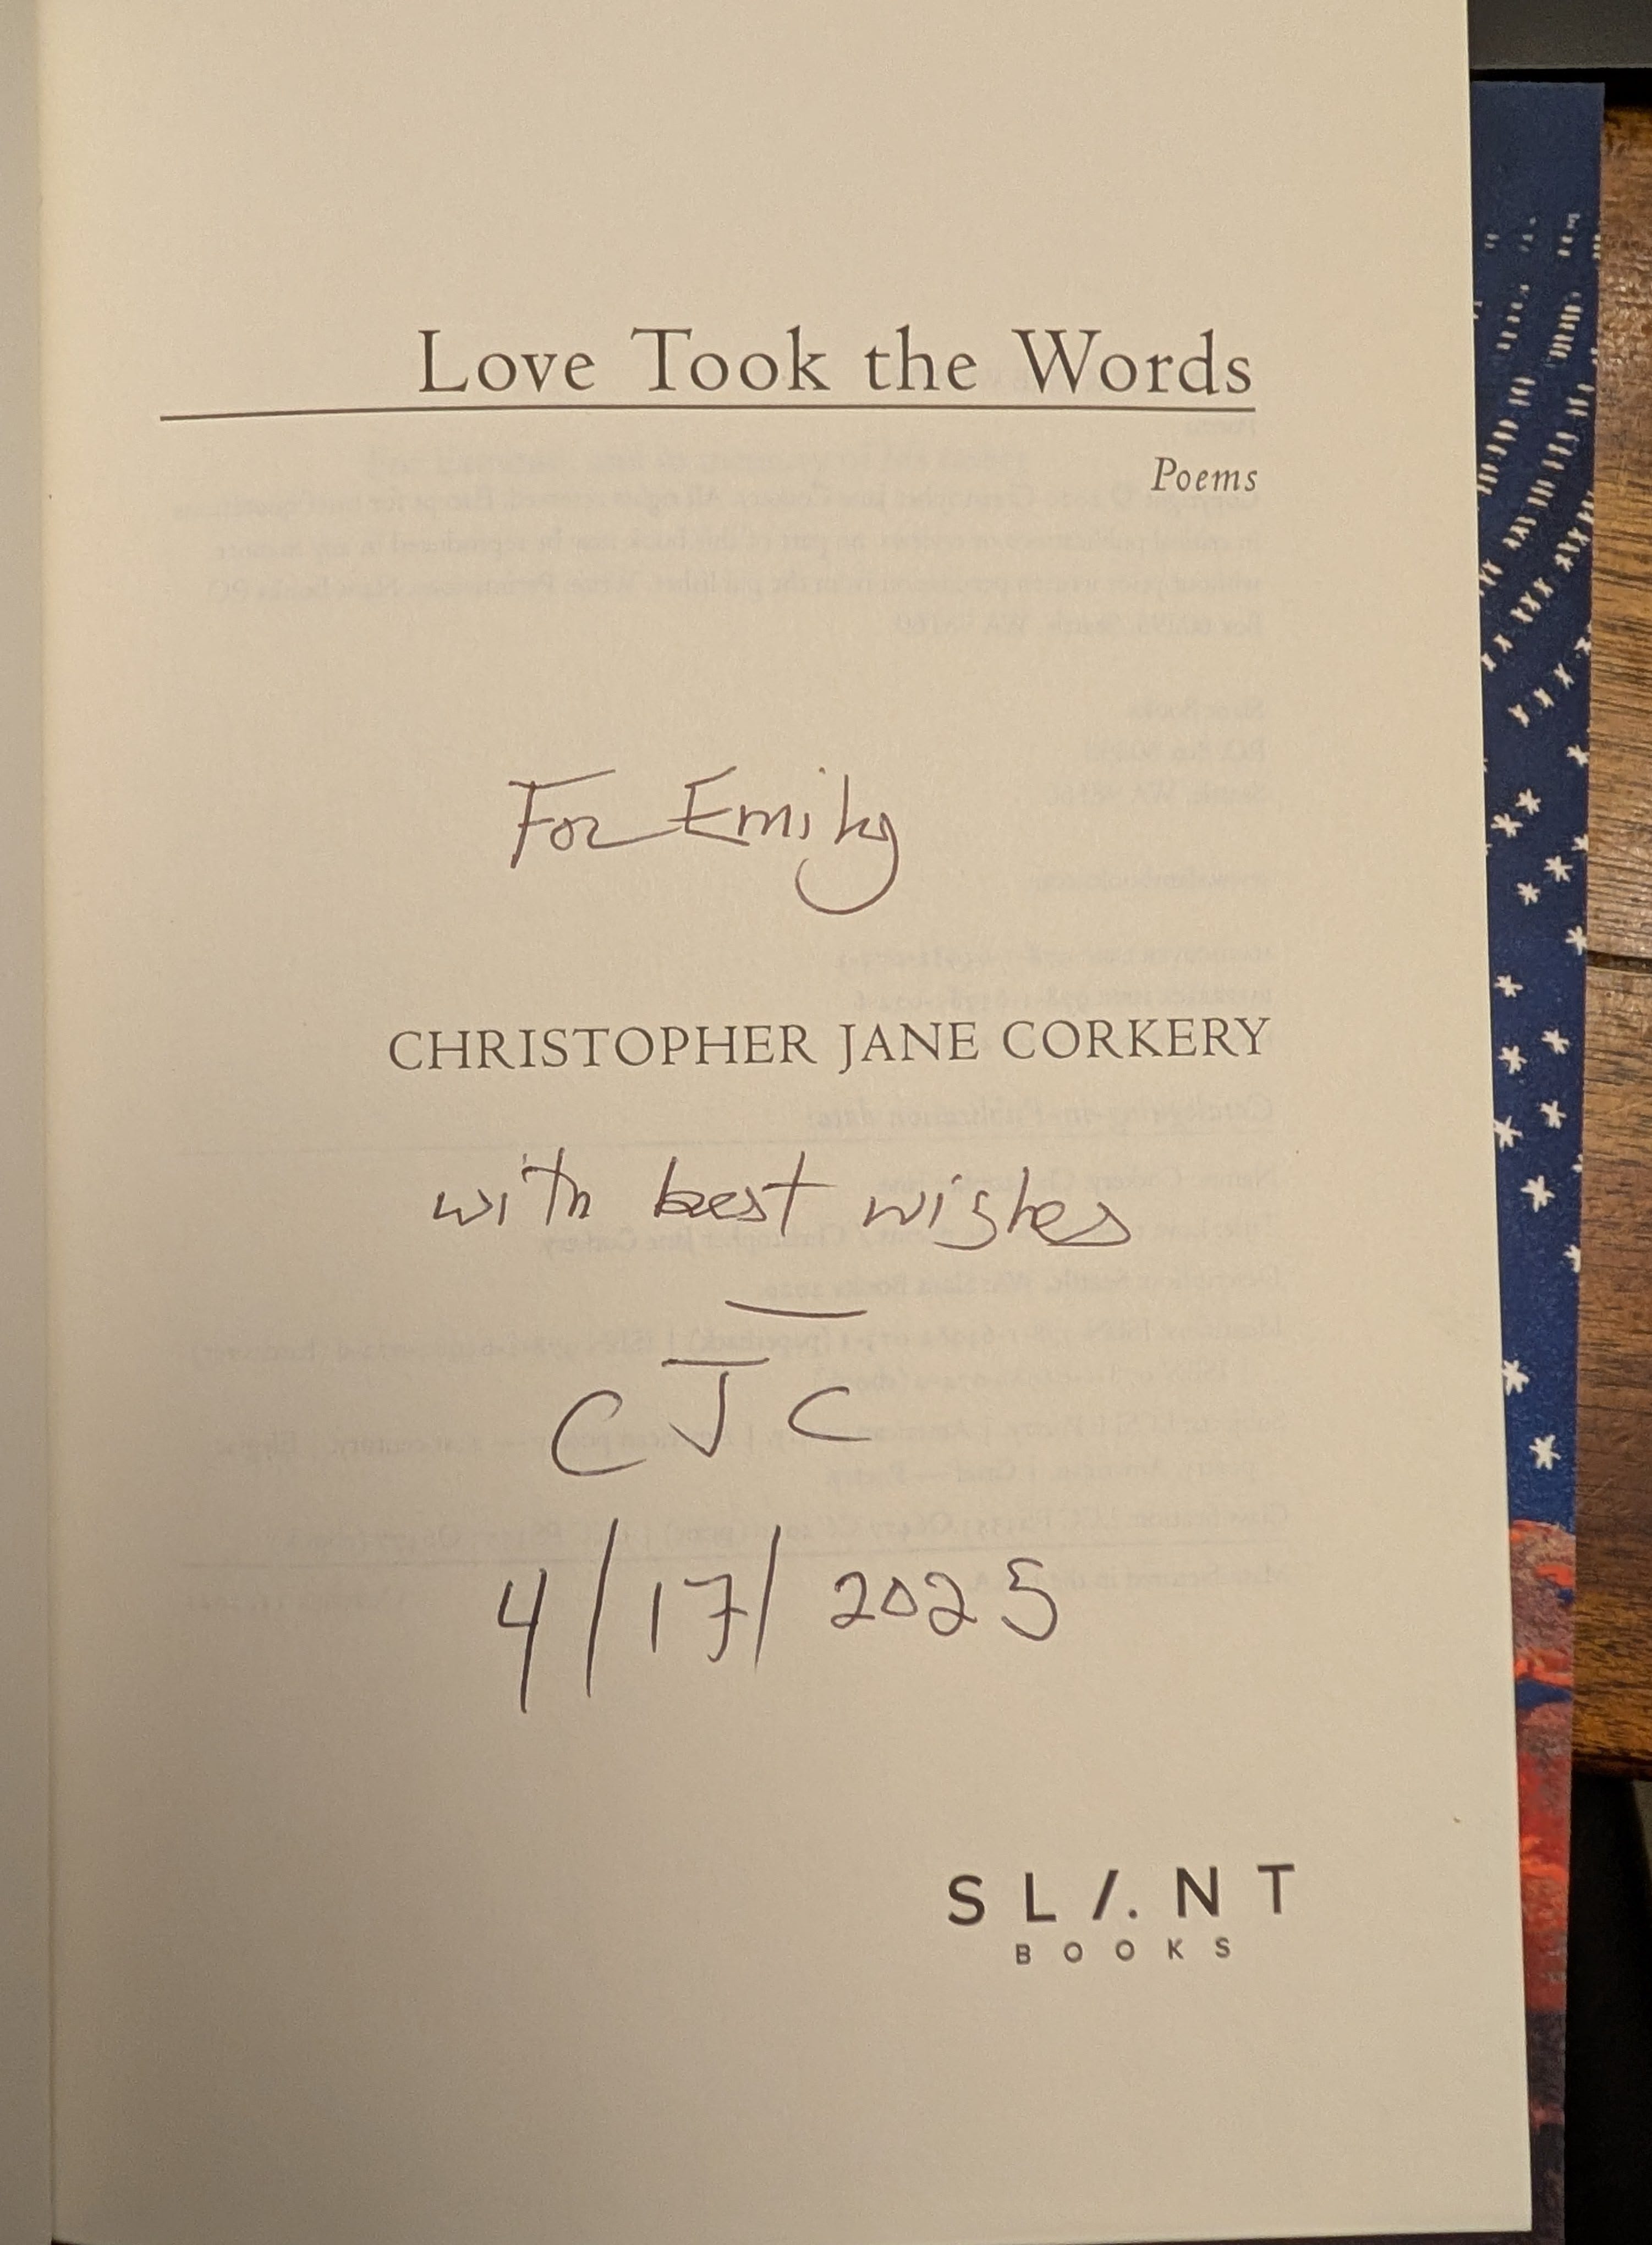 Love Took the Words
Poems
For Emily
CHRISTOPHER JANE CORKERY
with best wishes
CJC
4/17/2025
SL/.NT
BOOKS